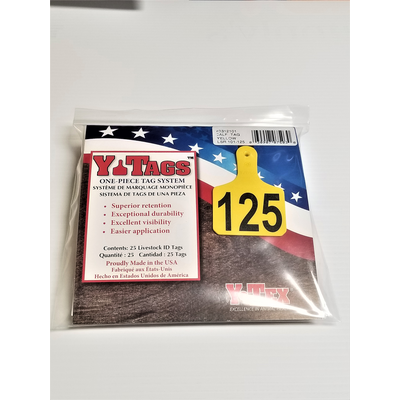 CALF TAG
YELLOW
Y-TAGS™
ONE-PIECE TAG SYSTEM
SYSTÈME DE MARQUAGE MONOPIÈCE
SISTEMA DE TAGS DE UNA PIEZA
• Superior retention
• Exceptional durability
• Excellent visibility
• Easier application
Contents: 25 Livestock ID Tags
Quantité : 25 Cantidad : 25 Tags
Proudly Made in the USA
Fabriqué aux États-Unis
Hecho en Estados Unidos de América
125
Y-TEX